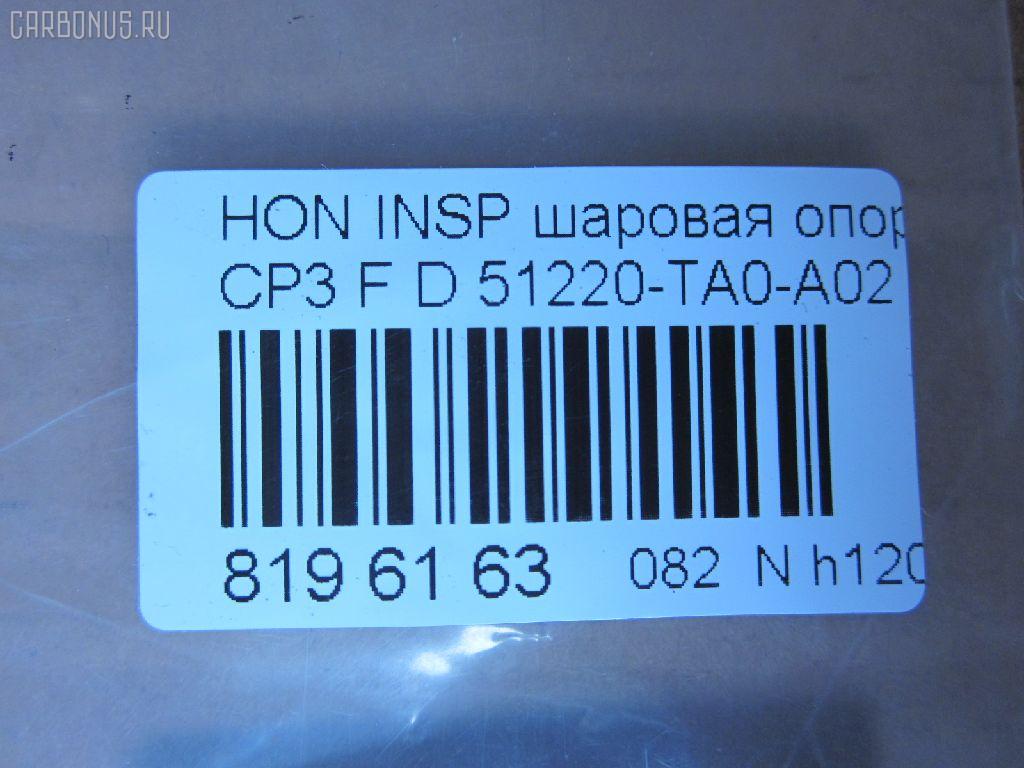 CARBONUS.RU
HON INSP шаровая опор
CP3 F D 51220-TA0-A02
819 61 63 082 N h120